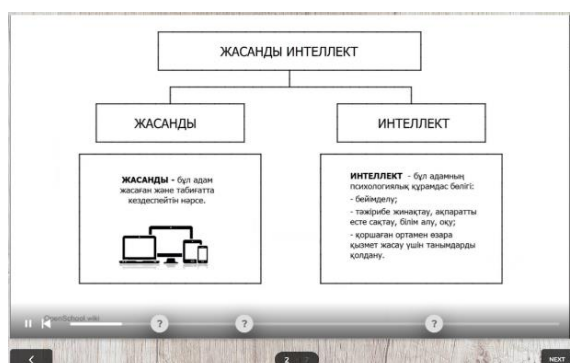 ЖАСАНДЫ ИНТЕЛЛЕКТ
ЖАСАНДЫ
ИНТЕЛЛЕКТ
ЖАСАНДЫ - бұл адам
жасаған және табиғатта
кездеспейтін нәрсе.
ИНТЕЛЛЕКТ - бұл адамның
психологиялық құрамдас бөлігі:
- бейімделу;
- тәжірибе жинақтау, ақпаратты
есте сақтау, білім алу, оқу;
- қоршаған ортамен өзара
қызмет жасау үшін танымдарды
қолдану.
OpenSchool.wiki
? ? ?
2 7
NEXT